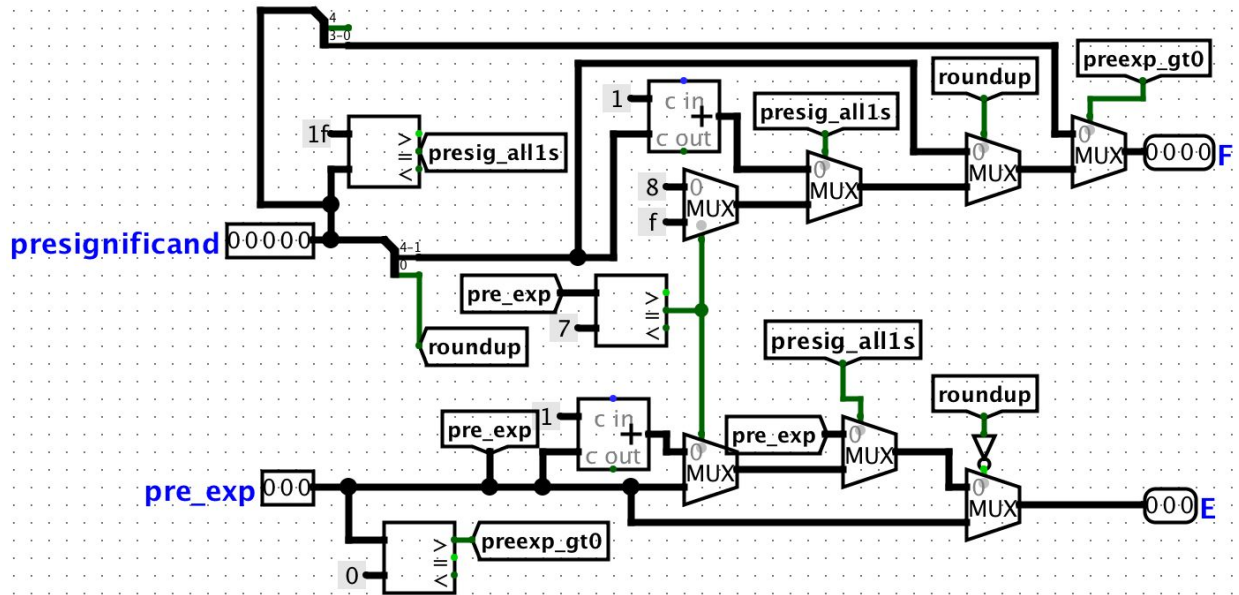 4
3-0
preexp_gt0
roundup
1
c in
+
c out
presig_all1s
0
MUX
0
MUX
0
MUX
0000
F
1f
>
=
<
presig_all1s
8
0
MUX
f
presignificand
00000
4-1
0
roundup
pre_exp
7
>
=
<
presig_all1s
roundup
pre_exp
1
c in
+
c out
0
MUX
pre_exp
0
MUX
0
MUX
000
E
pre_exp
000
0
>
=
<
preexp_gt0